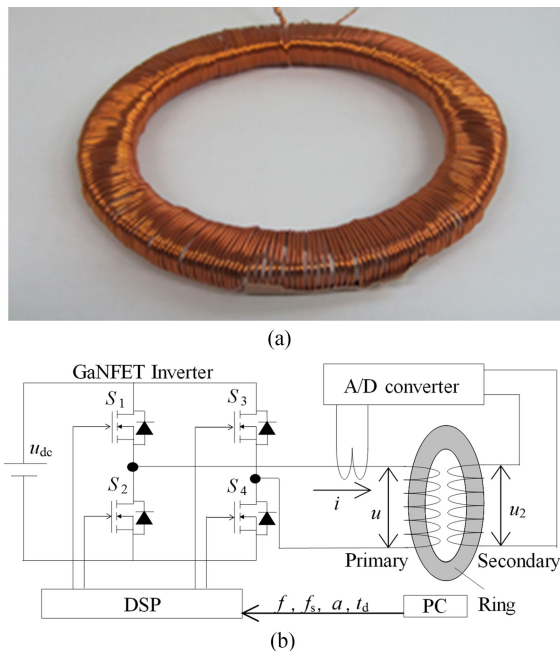 (a)
GaNFET Inverter
A/D converter
S1
S3
udc
S2
S4
i
u
u2
Primary
Secondary
Ring
DSP
f , fs, a, td
PC
(b)